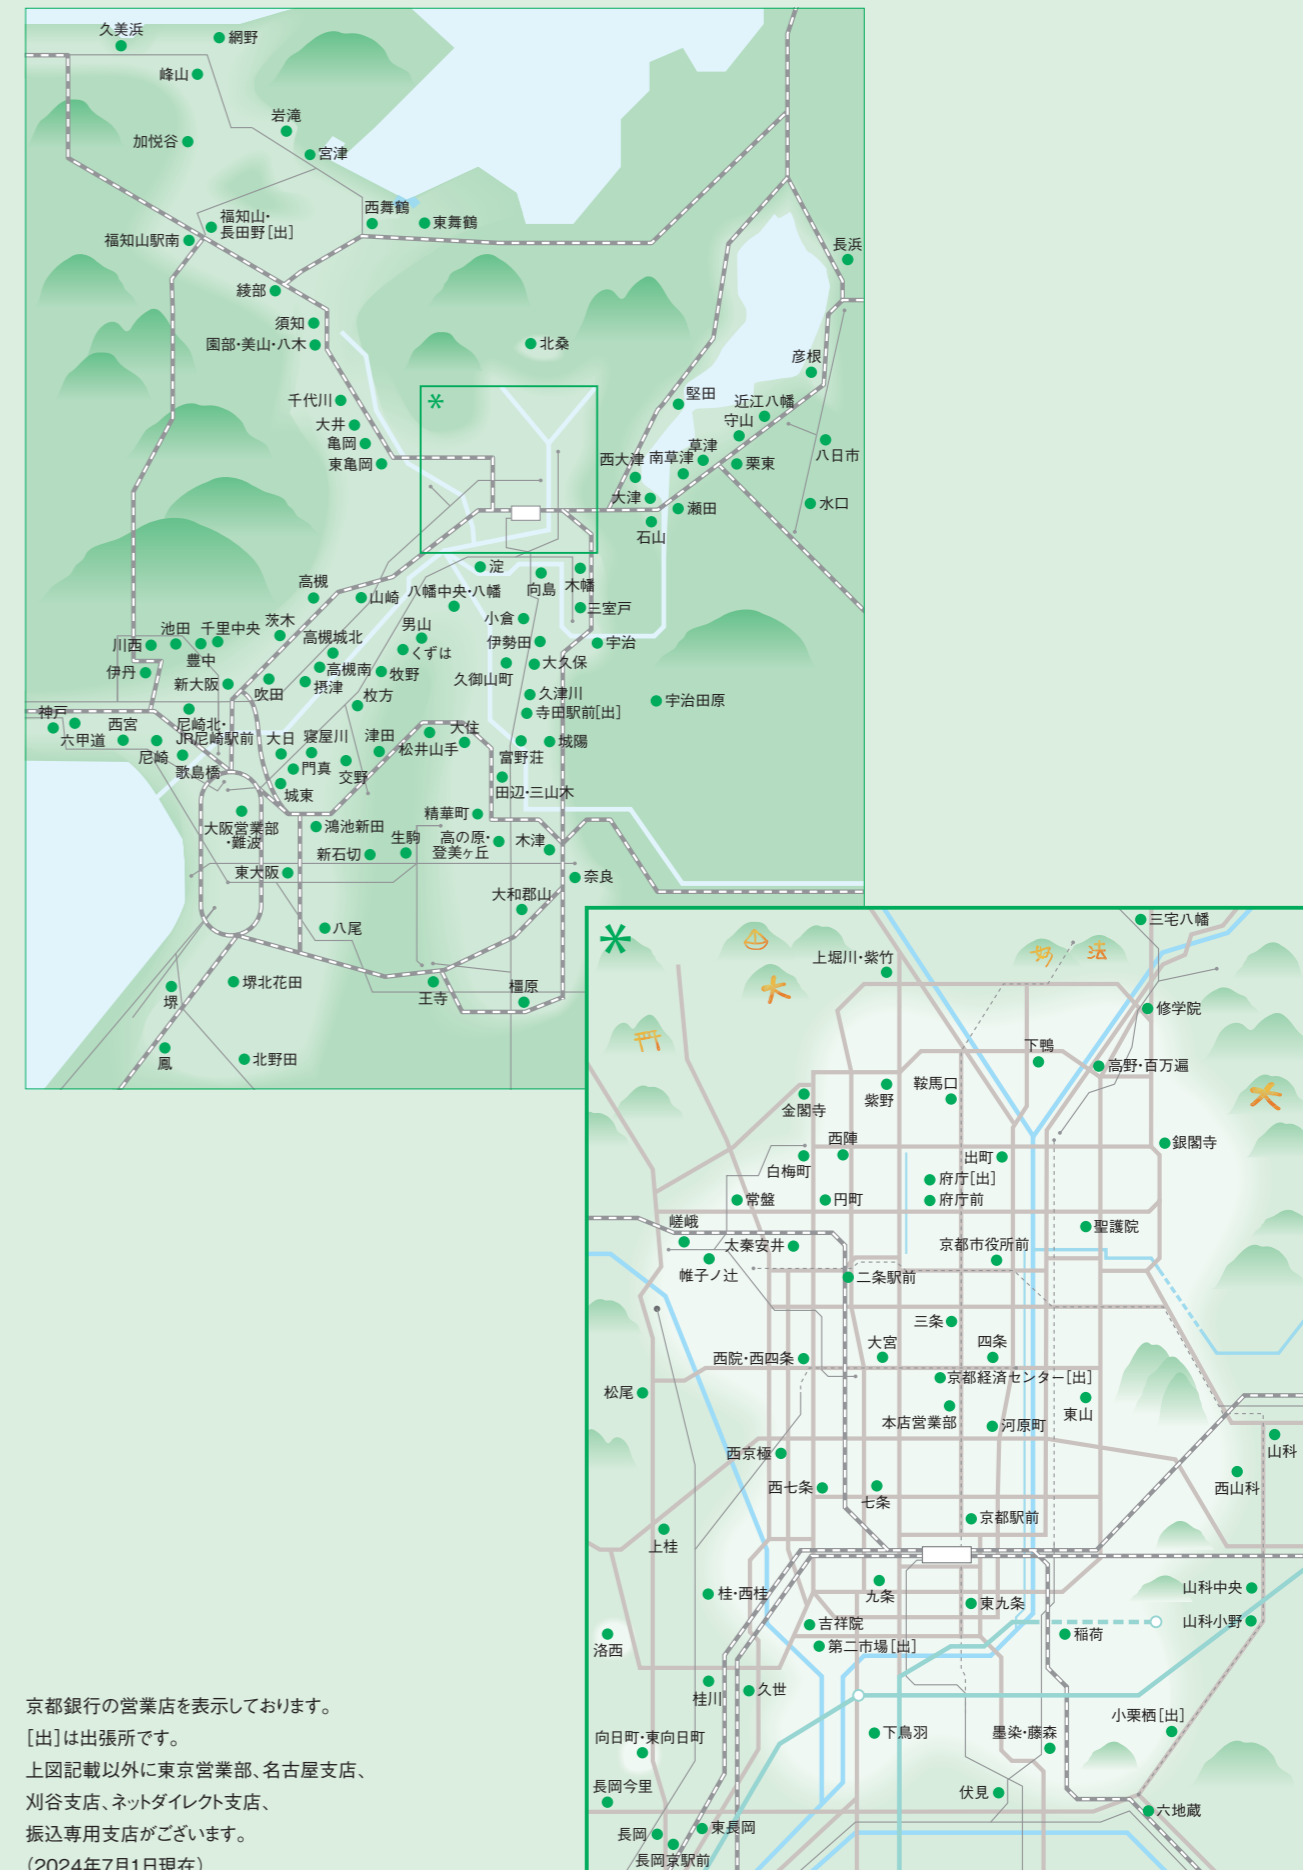 久美浜
網野
峰山
岩滝
加悦谷
宮津
西舞鶴
東舞鶴
福知山・
長田野[出]
福知山駅南
長浜
綾部
須知
園部・美山・八木
北桑
彦根
千代川
堅田
近江八幡
*
大井
守山
亀岡
草津
八日市
東亀岡
西大津
南草津
栗東
大津
瀬田
水口
石山
淀
向島
木幡
高槻
山崎
八幡中央・八幡
三室戸
茨木
小倉
池田
千里中央
男山
川西
豊中
高槻城北
くずは
伊勢田
宇治
伊丹
高槻南
牧野
久御山町
大久保
新大阪
吹田
摂津
枚方
久津川
宇治田原
神戸
六甲道
西宮
尼崎北・
JR尼崎駅前
寺田駅前[出]
大日
寝屋川
津田
松井山手
大住
富野荘
城陽
尼崎
歌島橋
門真
交野
城東
田辺・三山木
精華町
大阪営業部
・難波
鴻池新田
生駒
高の原・
登美ヶ丘
木津
新石切
東大阪
奈良
大和郡山
八尾
堺
堺北花田
王寺
橿原
鳳
北野田
*
妙
法
三宅八幡
上堀川・紫竹
大
修学院
下鴨
高野・百万遍
大
金閣寺
紫野
鞍馬口
西陣
銀閣寺
白梅町
出町
府庁[出]
常盤
円町
府庁前
嵯峨
太秦安井
聖護院
京都市役所前
帷子ノ辻
二条駅前
三条
大宮
四条
西院・西四条
京都経済センター[出]
松尾
本店営業部
河原町
東山
山科
西京極
西山科
西七条
七条
京都駅前
上桂
山科中央
桂・西桂
九条
東九条
山科小野
吉祥院
稲荷
洛西
第二市場[出]
桂川
久世
小栗栖[出]
向日町・東向日町
下鳥羽
墨染・藤森
長岡今里
伏見
六地蔵
長岡
東長岡
長岡京駅前
京都銀行の営業店を表示しております。
[出]は出張所です。
上図記載以外に東京営業部、名古屋支店、
刈谷支店、ネットダイレクト支店、
振込専用支店がございます。
(2024年7月1日現在)